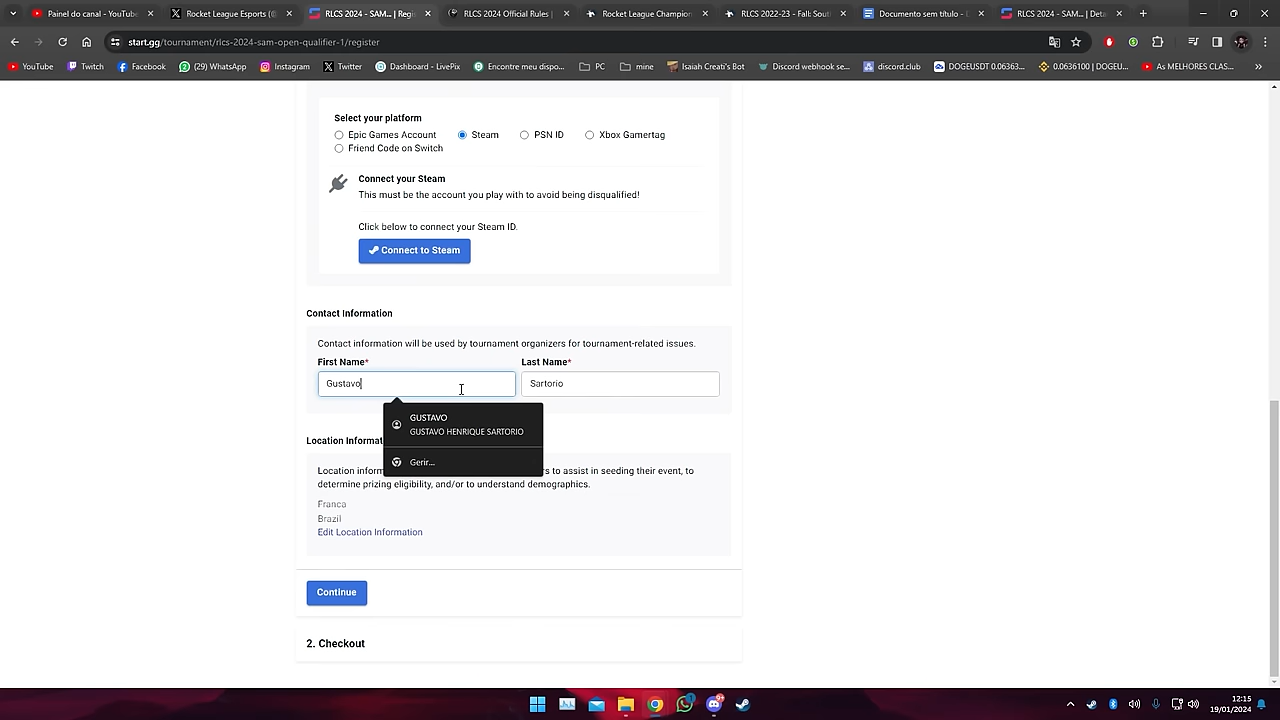 Painel do canal - YouTube
Rocket League Esports (@
RLCS 2024 - SAM... | Regi
RLCS 2024 Official Rules |
Rocket League Champion
RLCS 2022-23 - Fall: Sout
Documento sem título -
RLCS 2024 - SAM... | Deta
start.gg/tournament/rlcs-2024-sam-open-qualifier-1/register
YouTube
Twitch
Facebook
(29) WhatsApp
Instagram
Twitter
Dashboard - LivePix
Encontre meu dispo...
PC
mine
Isaiah Creati's Bot
Discord webhook se...
discord.club
DOGEUSDT 0.06363...
0.0636100 | DOGEU...
As MELHORES CLAS...
Select your platform
Epic Games Account
Steam
PSN ID
Xbox Gamertag
Friend Code on Switch
Connect your Steam
This must be the account you play with to avoid being disqualified!
Click below to connect your Steam ID.
Connect to Steam
Contact Information
Contact information will be used by tournament organizers for tournament-related issues.
First Name*
Last Name*
Gustavo
Sartorio
GUSTAVO
GUSTAVO HENRIQUE SARTORIO
Gerir...
Location Informat
Location inform
s to assist in seeding their event, to
determine prizing eligibility, and/or to understand demographics.
Franca
Brazil
Edit Location Information
Continue
2. Checkout
12:15
19/01/2024